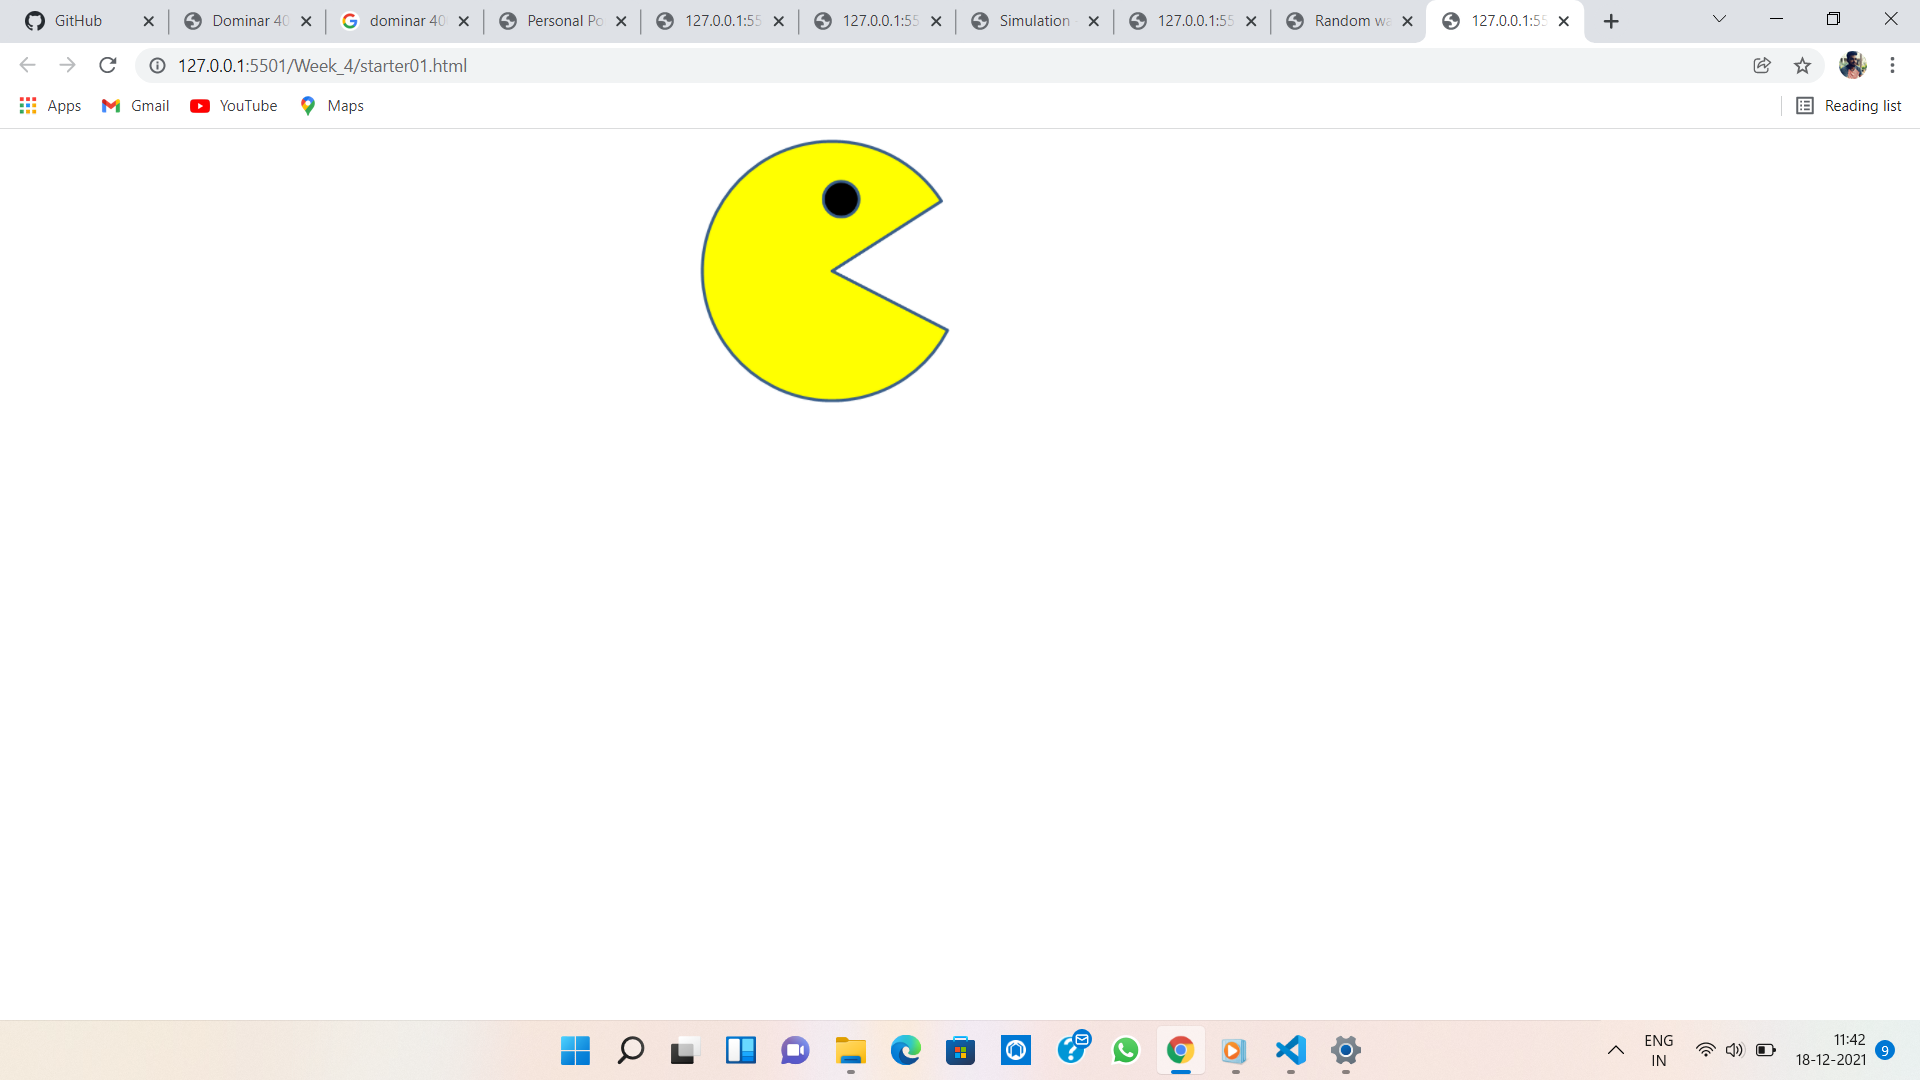 GitHub
Dominar 40
dominar 40
Personal Po
127.0.0.1:55
127.0.0.1:55
Simulation
127.0.0.1:55
Random wa
127.0.0.1:55
127.0.0.1:5501/Week_4/starter01.html
Apps
Gmail
YouTube
Maps
Reading list
ENG
IN
11:42
18-12-2021
9